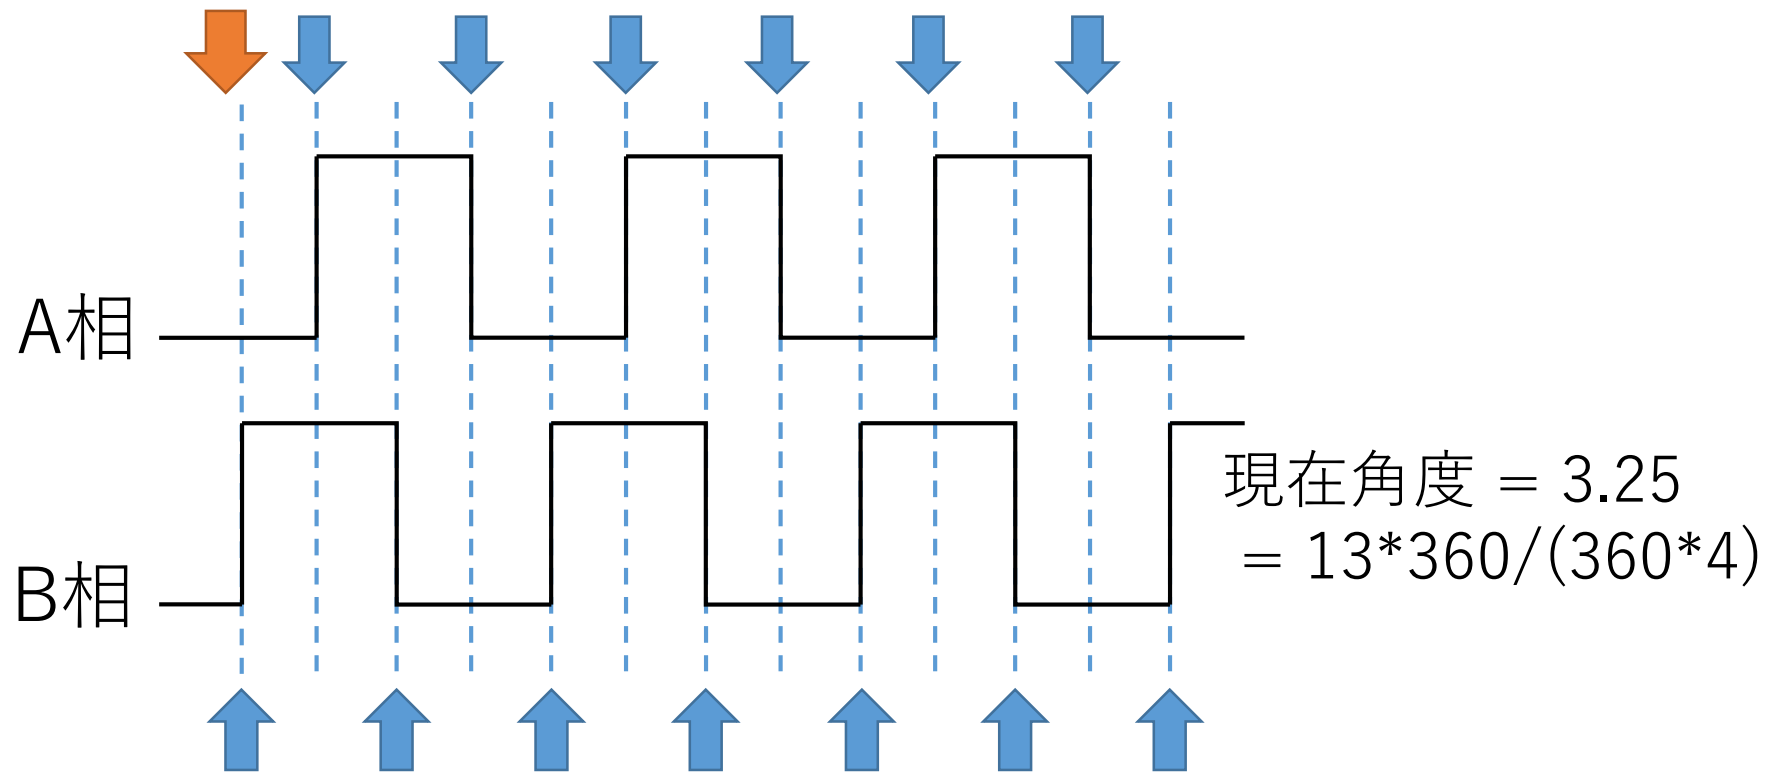 A相
B相
現在角度 = 3.25
= 13*360/(360*4)